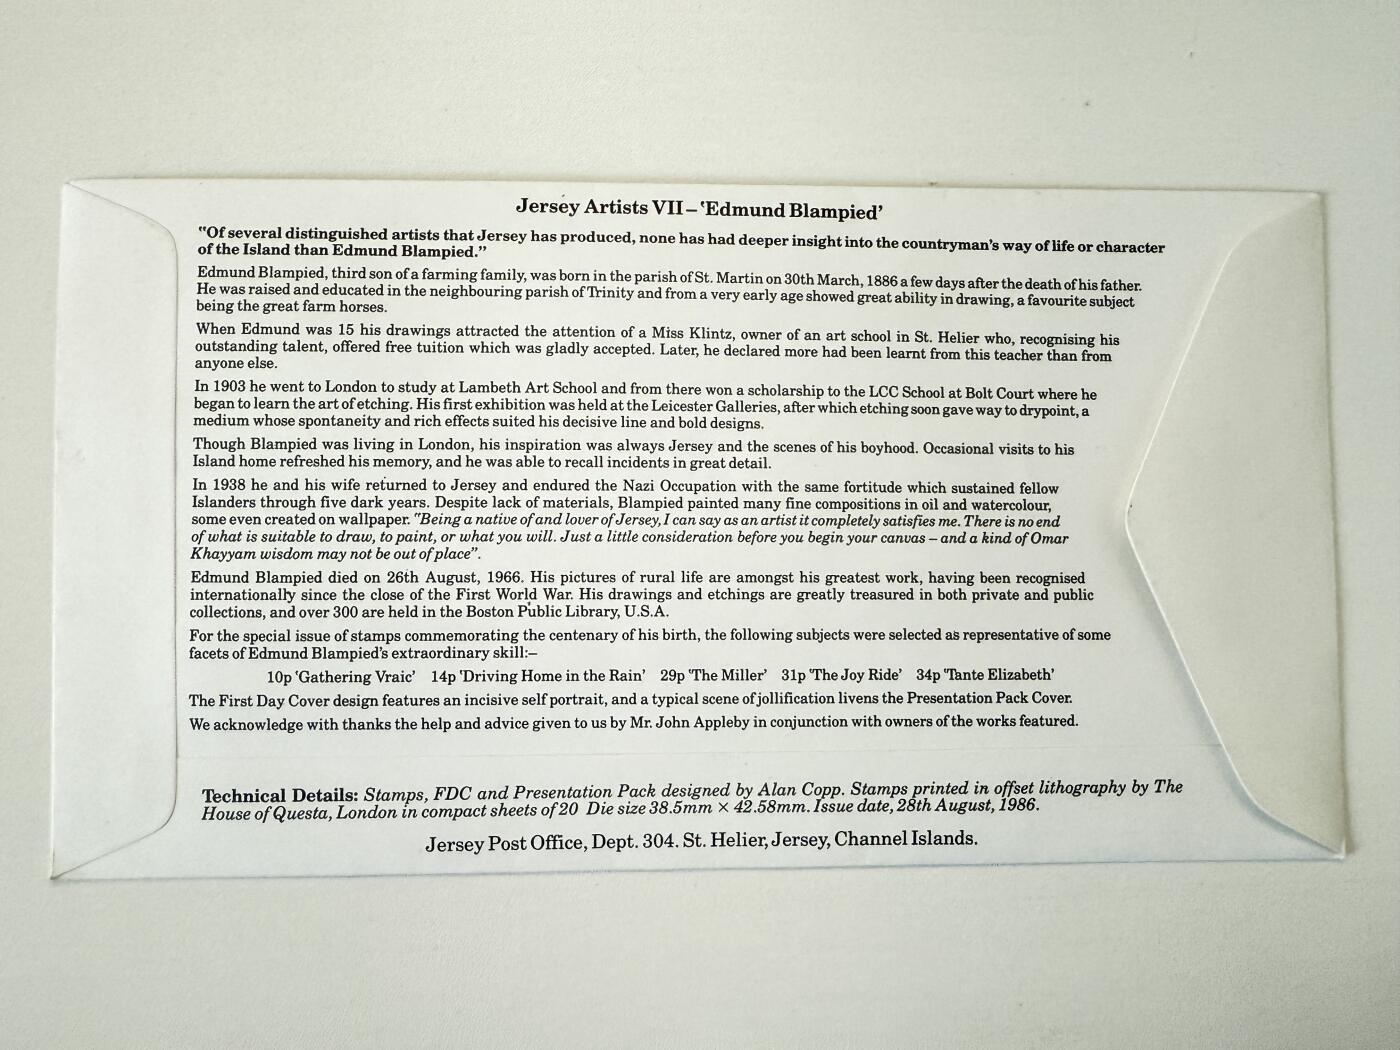 Jersey Artists VII – 'Edmund Blampied'
"Of several distinguished artists that Jersey has produced, none has had deeper insight into the countryman's way of life or character
of the Island than Edmund Blampied."
Edmund Blampied, third son of a farming family, was born in the parish of St. Martin on 30th March, 1886 a few days after the death of his father.
He was raised and educated in the neighbouring parish of Trinity and from a very early age showed great ability in drawing, a favourite subject
being the great farm horses.
When Edmund was 15 his drawings attracted the attention of a Miss Klintz, owner of an art school in St. Helier who, recognising his
outstanding talent, offered free tuition which was gladly accepted. Later, he declared more had been learnt from this teacher than from
anyone else.
In 1903 he went to London to study at Lambeth Art School and from there won a scholarship to the LCC School at Bolt Court where he
began to learn the art of etching. His first exhibition was held at the Leicester Galleries, after which etching soon gave way to drypoint, a
medium whose spontaneity and rich effects suited his decisive line and bold designs.
Though Blampied was living in London, his inspiration was always Jersey and the scenes of his boyhood. Occasional visits to his
Island home refreshed his memory, and he was able to recall incidents in great detail.
In 1938 he and his wife returned to Jersey and endured the Nazi Occupation with the same fortitude which sustained fellow
Islanders through five dark years. Despite lack of materials, Blampied painted many fine compositions in oil and watercolour,
some even created on wallpaper. "Being a native of and lover of Jersey, I can say as an artist it completely satisfies me. There is no end
of what is suitable to draw, to paint, or what you will. Just a little consideration before you begin your canvas – and a kind of Omar
Khayyam wisdom may not be out of place".
Edmund Blampied died on 26th August, 1966. His pictures of rural life are amongst his greatest work, having been recognised
internationally since the close of the First World War. His drawings and etchings are greatly treasured in both private and public
collections, and over 300 are held in the Boston Public Library, U.S.A.
For the special issue of stamps commemorating the centenary of his birth, the following subjects were selected as representative of some
facets of Edmund Blampied's extraordinary skill:–
10p 'Gathering Vraic' 14p 'Driving Home in the Rain' 29p 'The Miller' 31p 'The Joy Ride' 34p 'Tante Elizabeth'
The First Day Cover design features an incisive self portrait, and a typical scene of jollification livens the Presentation Pack Cover.
We acknowledge with thanks the help and advice given to us by Mr. John Appleby in conjunction with owners of the works featured.
Technical Details: Stamps, FDC and Presentation Pack designed by Alan Copp. Stamps printed in offset lithography by The
House of Questa, London in compact sheets of 20 Die size 38.5mm × 42.58mm. Issue date, 28th August, 1986.
Jersey Post Office, Dept. 304. St. Helier, Jersey, Channel Islands.